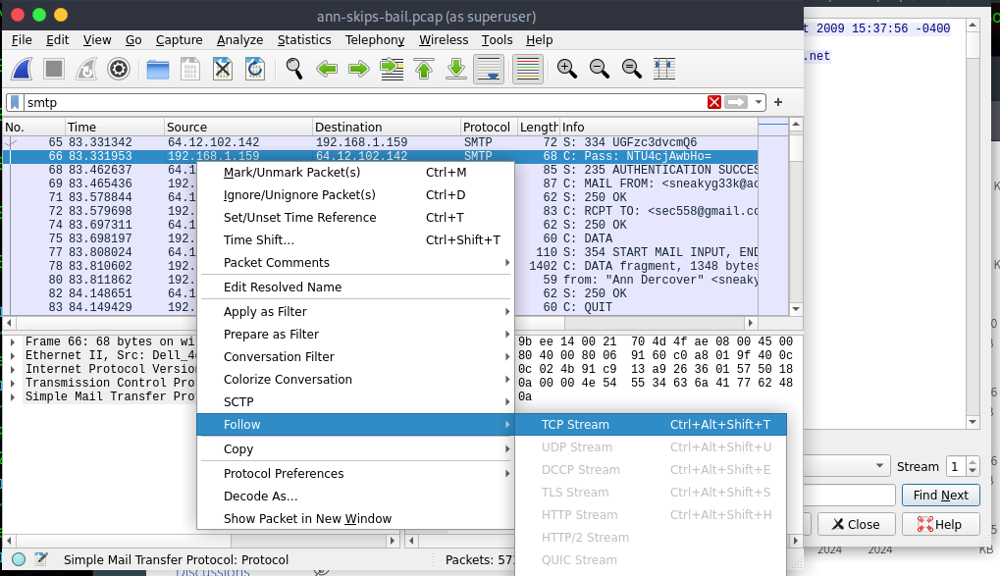 ann-skips-bail.pcap (as superuser)
File Edit View Go Capture Analyze Statistics Telephony Wireless Tools Help
t 2009 15:37:56 -0400
.net
smtp
No. Time Source Destination Protocol Length Info
65 83.331342 64.12.102.142 192.168.1.159 SMTP 72 S: 334 UGFzc3dvcmQ6
66 83.331953 192.168.1.159 64.12.102.142 SMTP 68 C: Pass: NTU4cjAwbHo=
68 83.462637 64.1 85 S: 235 AUTHENTICATION SUCCES
69 83.465436 192. 87 C: MAIL FROM: <sneakyg33k@ao
71 83.578844 64.1 62 S: 250 OK
72 83.579698 192. 83 C: RCPT TO: <sec558@gmail.co
74 83.697311 64.1 62 S: 250 OK
75 83.698197 192. 60 C: DATA
77 83.808024 64.1 110 S: 354 START MAIL INPUT, END
78 83.810602 192. 1402 C: DATA fragment, 1348 bytes
80 83.811862 192. 59 from: "Ann Dercover" <sneaky
82 84.148651 64.1 62 S: 250 OK
83 84.149429 192. 60 C: QUIT
Mark/Unmark Packet(s) Ctrl+M
Ignore/Unignore Packet(s) Ctrl+D
Set/Unset Time Reference Ctrl+T
Time Shift... Ctrl+Shift+T
Packet Comments
Edit Resolved Name
Apply as Filter
Prepare as Filter
Conversation Filter
Colorize Conversation
SCTP
Follow
Copy
Protocol Preferences
Decode As...
Show Packet in New Window
TCP Stream Ctrl+Alt+Shift+T
UDP Stream Ctrl+Alt+Shift+U
DCCP Stream Ctrl+Alt+Shift+E
TLS Stream Ctrl+Alt+Shift+S
HTTP Stream Ctrl+Alt+Shift+H
HTTP/2 Stream
QUIC Stream
Frame 66: 68 bytes on wi
Ethernet II, Src: Dell_4
Internet Protocol Versio
Transmission Control Pro
Simple Mail Transfer Pro
9b ee 14 00 21 70 4d 4f ae 08 00 45 00
80 40 00 80 06 91 60 c0 a8 01 9f 40 0c
0c 02 4b 91 c9 13 a9 26 36 01 57 50 18
0a 00 00 4e 54 55 34 63 6a 41 77 62 48
0a
Stream 1
Find Next
Close Help
Simple Mail Transfer Protocol: Protocol Packets: 57
2024 2024 KB
Discussions